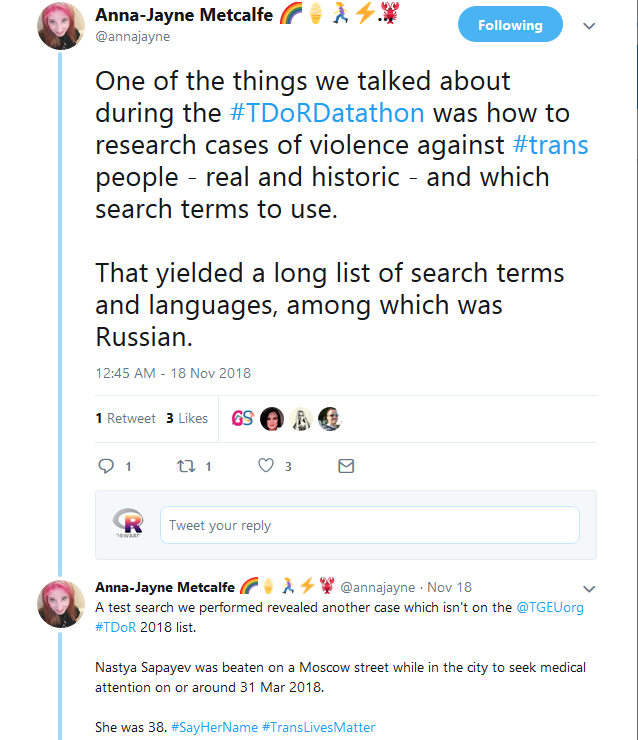 Anna-Jayne Metcalfe 🌈🍦🏃‍♀️⚡.🦞
@annajayne
Following
One of the things we talked about
during the #TDoRDatathon was how to
research cases of violence against #trans
people - real and historic - and which
search terms to use.
That yielded a long list of search terms
and languages, among which was
Russian.
12:45 AM - 18 Nov 2018
1 Retweet 3 Likes
GS
1 1 3
R
Tweet your reply
Anna-Jayne Metcalfe 🌈🍦🏃‍♀️⚡🦞 @annajayne · Nov 18
A test search we performed revealed another case which isn't on the @TGEUorg
#TDoR 2018 list.
Nastya Sapayev was beaten on a Moscow street while in the city to seek medical
attention on or around 31 Mar 2018.
She was 38. #SayHerName #TransLivesMatter